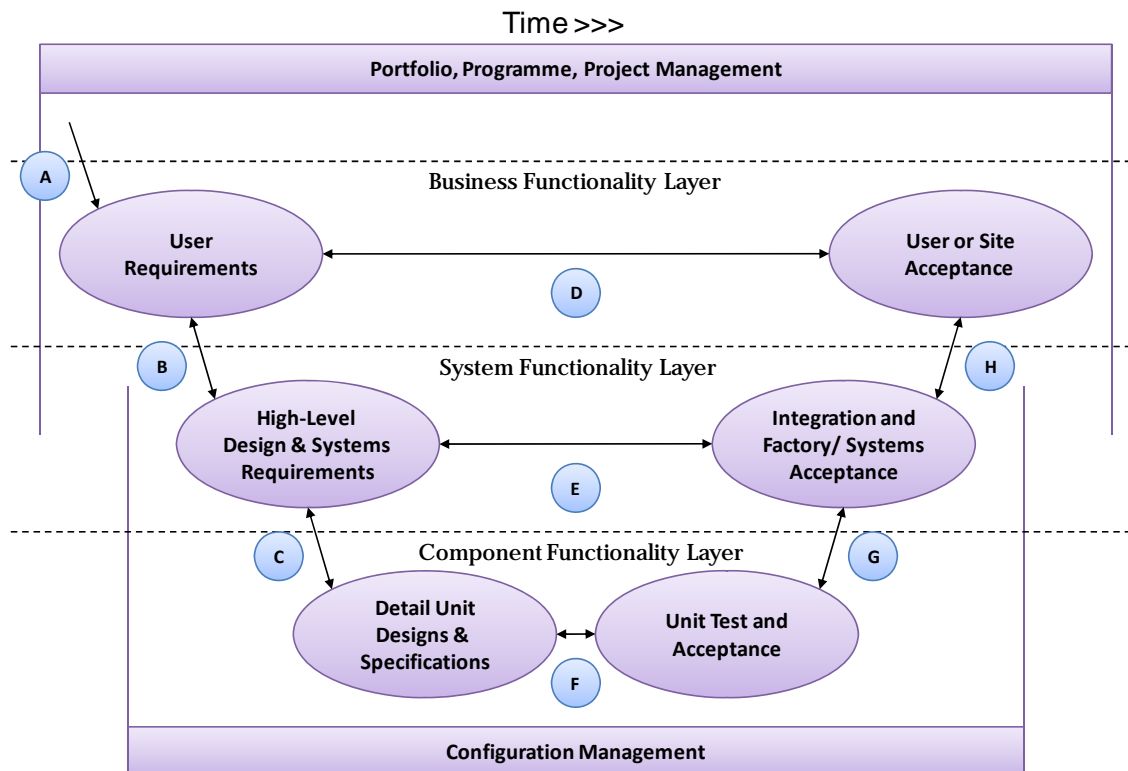 Time >>>
Portfolio, Programme, Project Management
A
Business Functionality Layer
User
Requirements
User or Site
Acceptance
D
B
System Functionality Layer
H
High-Level
Design & Systems
Requirements
Integration and
Factory/ Systems
Acceptance
E
C
Component Functionality Layer
G
Detail Unit
Designs &
Specifications
Unit Test and
Acceptance
F
Configuration Management